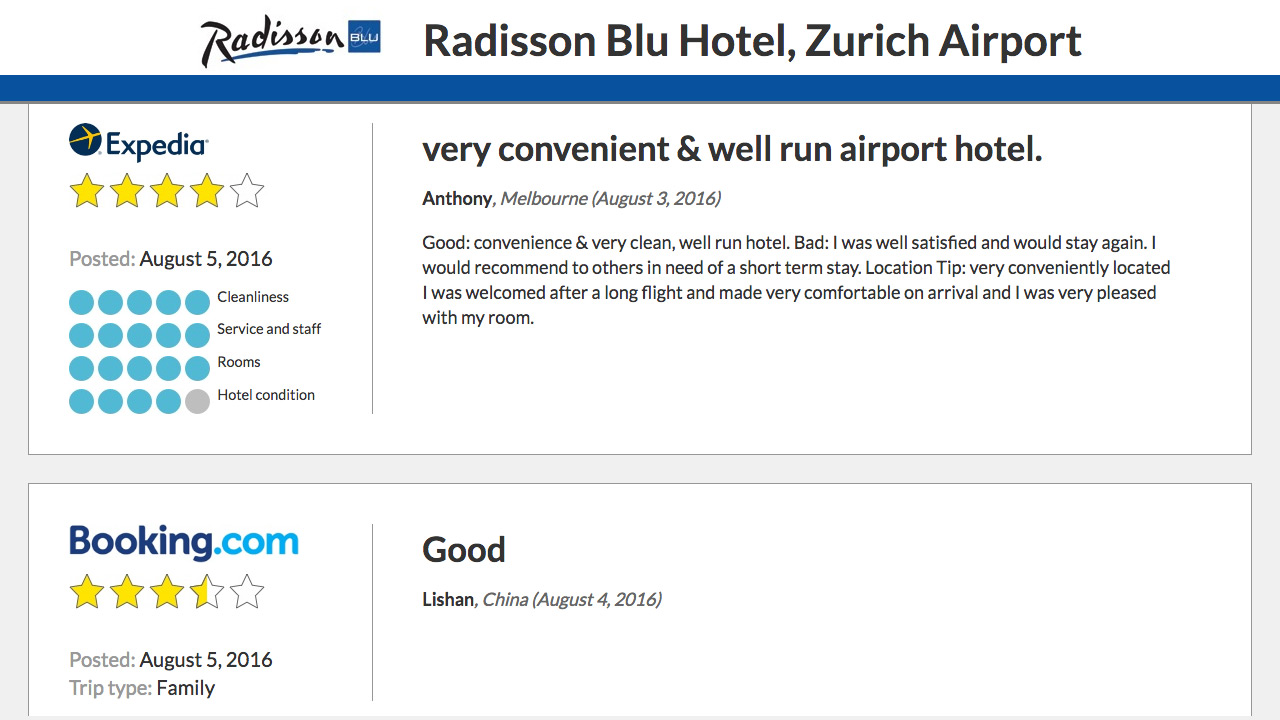 Radisson BLU
Radisson Blu Hotel, Zurich Airport
Expedia
Posted: August 5, 2016
Cleanliness
Service and staff
Rooms
Hotel condition
very convenient & well run airport hotel.
Anthony, Melbourne (August 3, 2016)
Good: convenience & very clean, well run hotel. Bad: I was well satisfied and would stay again. I
would recommend to others in need of a short term stay. Location Tip: very conveniently located
I was welcomed after a long flight and made very comfortable on arrival and I was very pleased
with my room.
Booking.com
Posted: August 5, 2016
Trip type: Family
Good
Lishan, China (August 4, 2016)